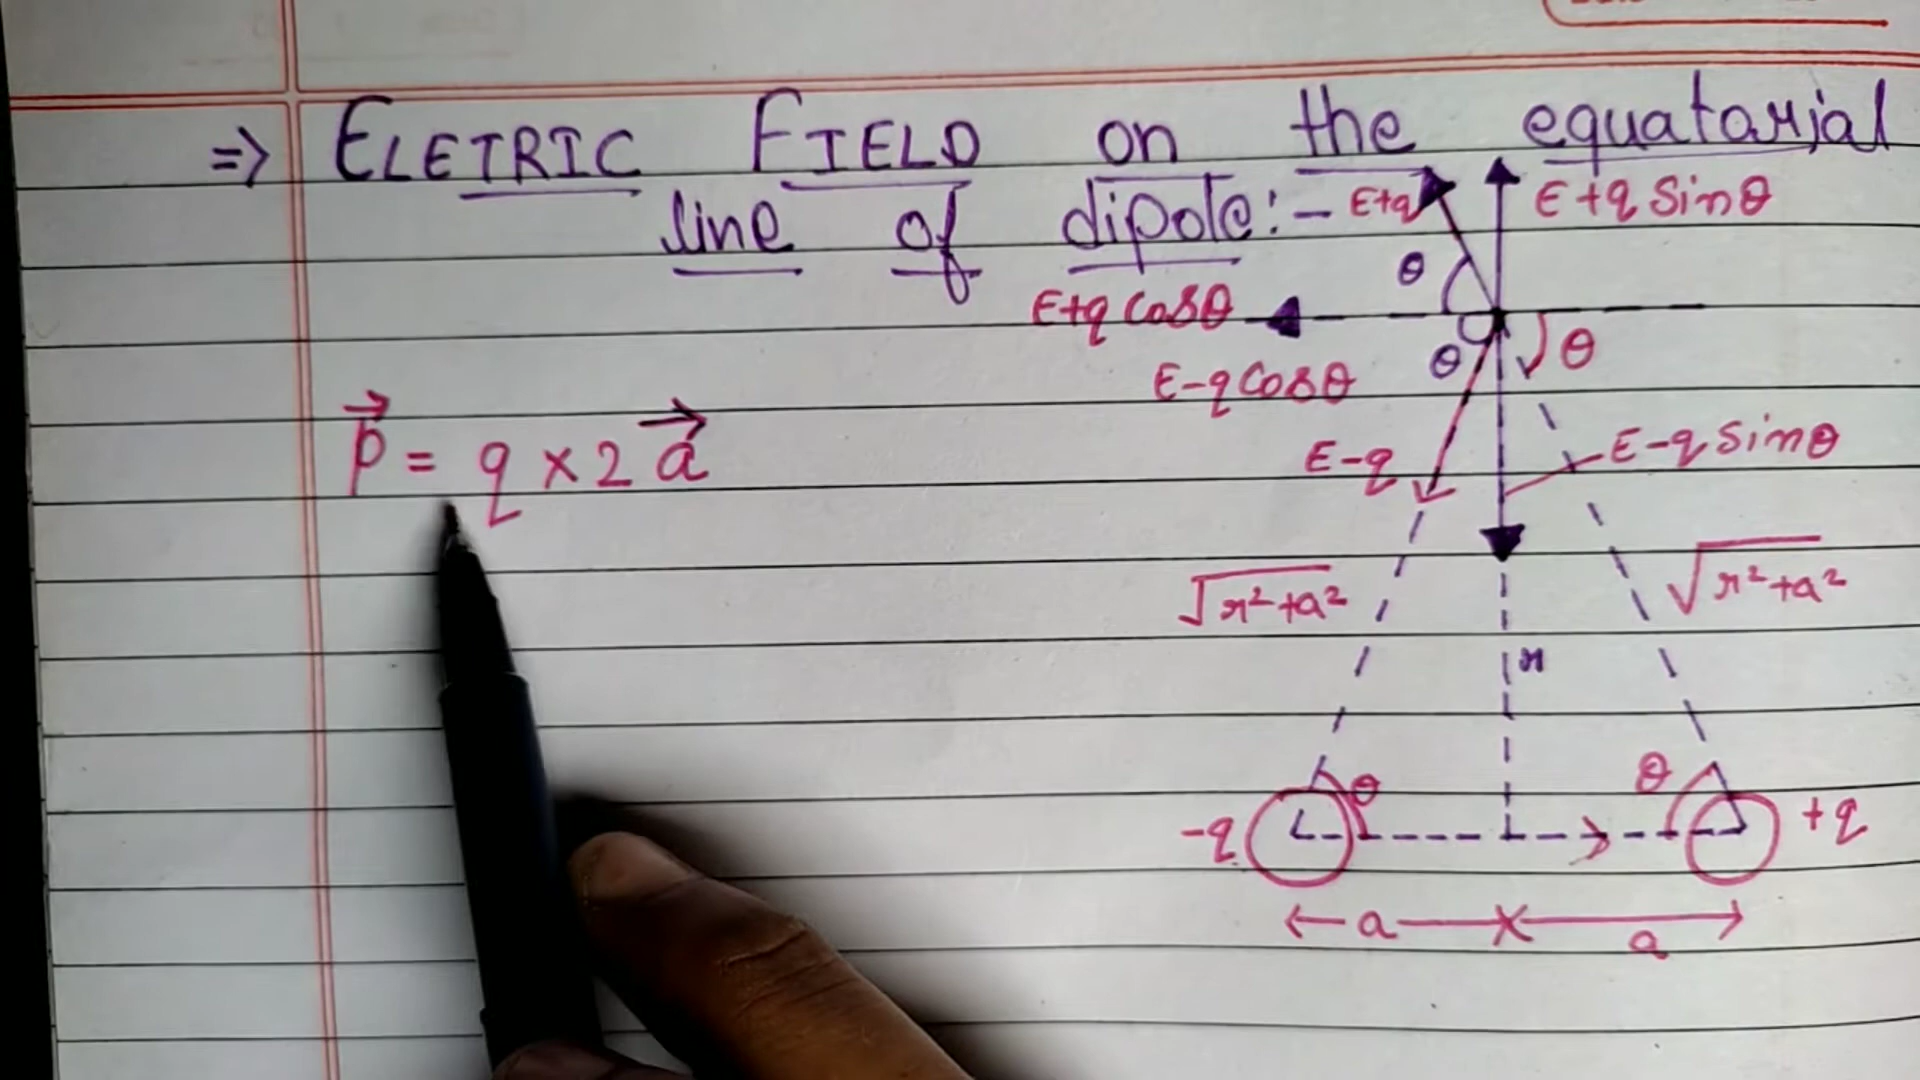 => ELETRIC FIELD on the equatarial
line of dipole:-
E+q
E+q Sinθ
θ
E+q Cosθ
θ
θ
E-q Cosθ
p⃗ = q × 2 a⃗
E-q
E-q Sinθ
√r²+a²
√r²+a²
r
θ
θ
-q
+q
a
a